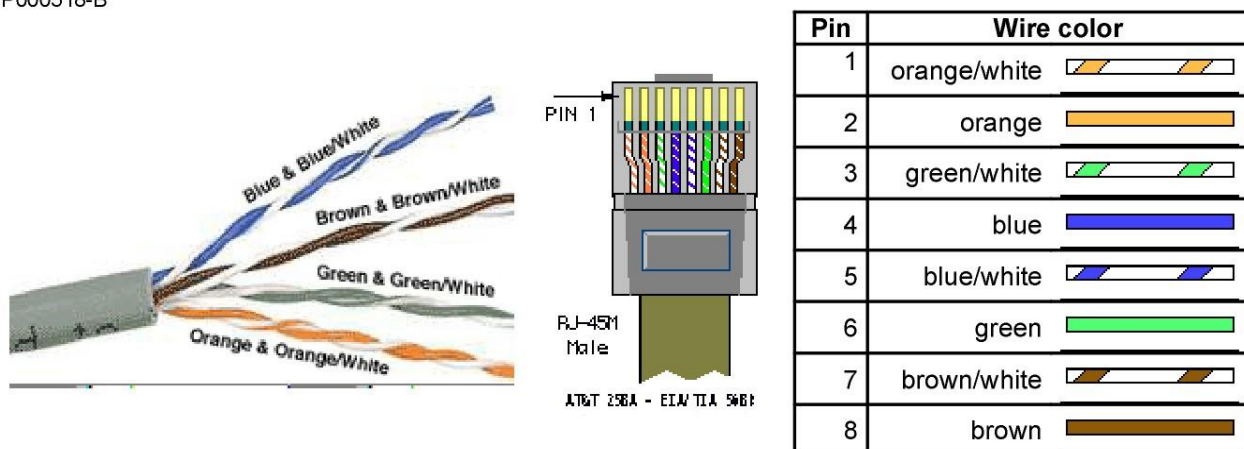 P000518-B
Blue & Blue/White
Brown & Brown/White
Green & Green/White
Orange & Orange/White
PIN 1
RJ-45M
Male
AT&T 258A - EIA/TIA
Pin Wire color
1 orange/white
2 orange
3 green/white
4 blue
5 blue/white
6 green
7 brown/white
8 brown